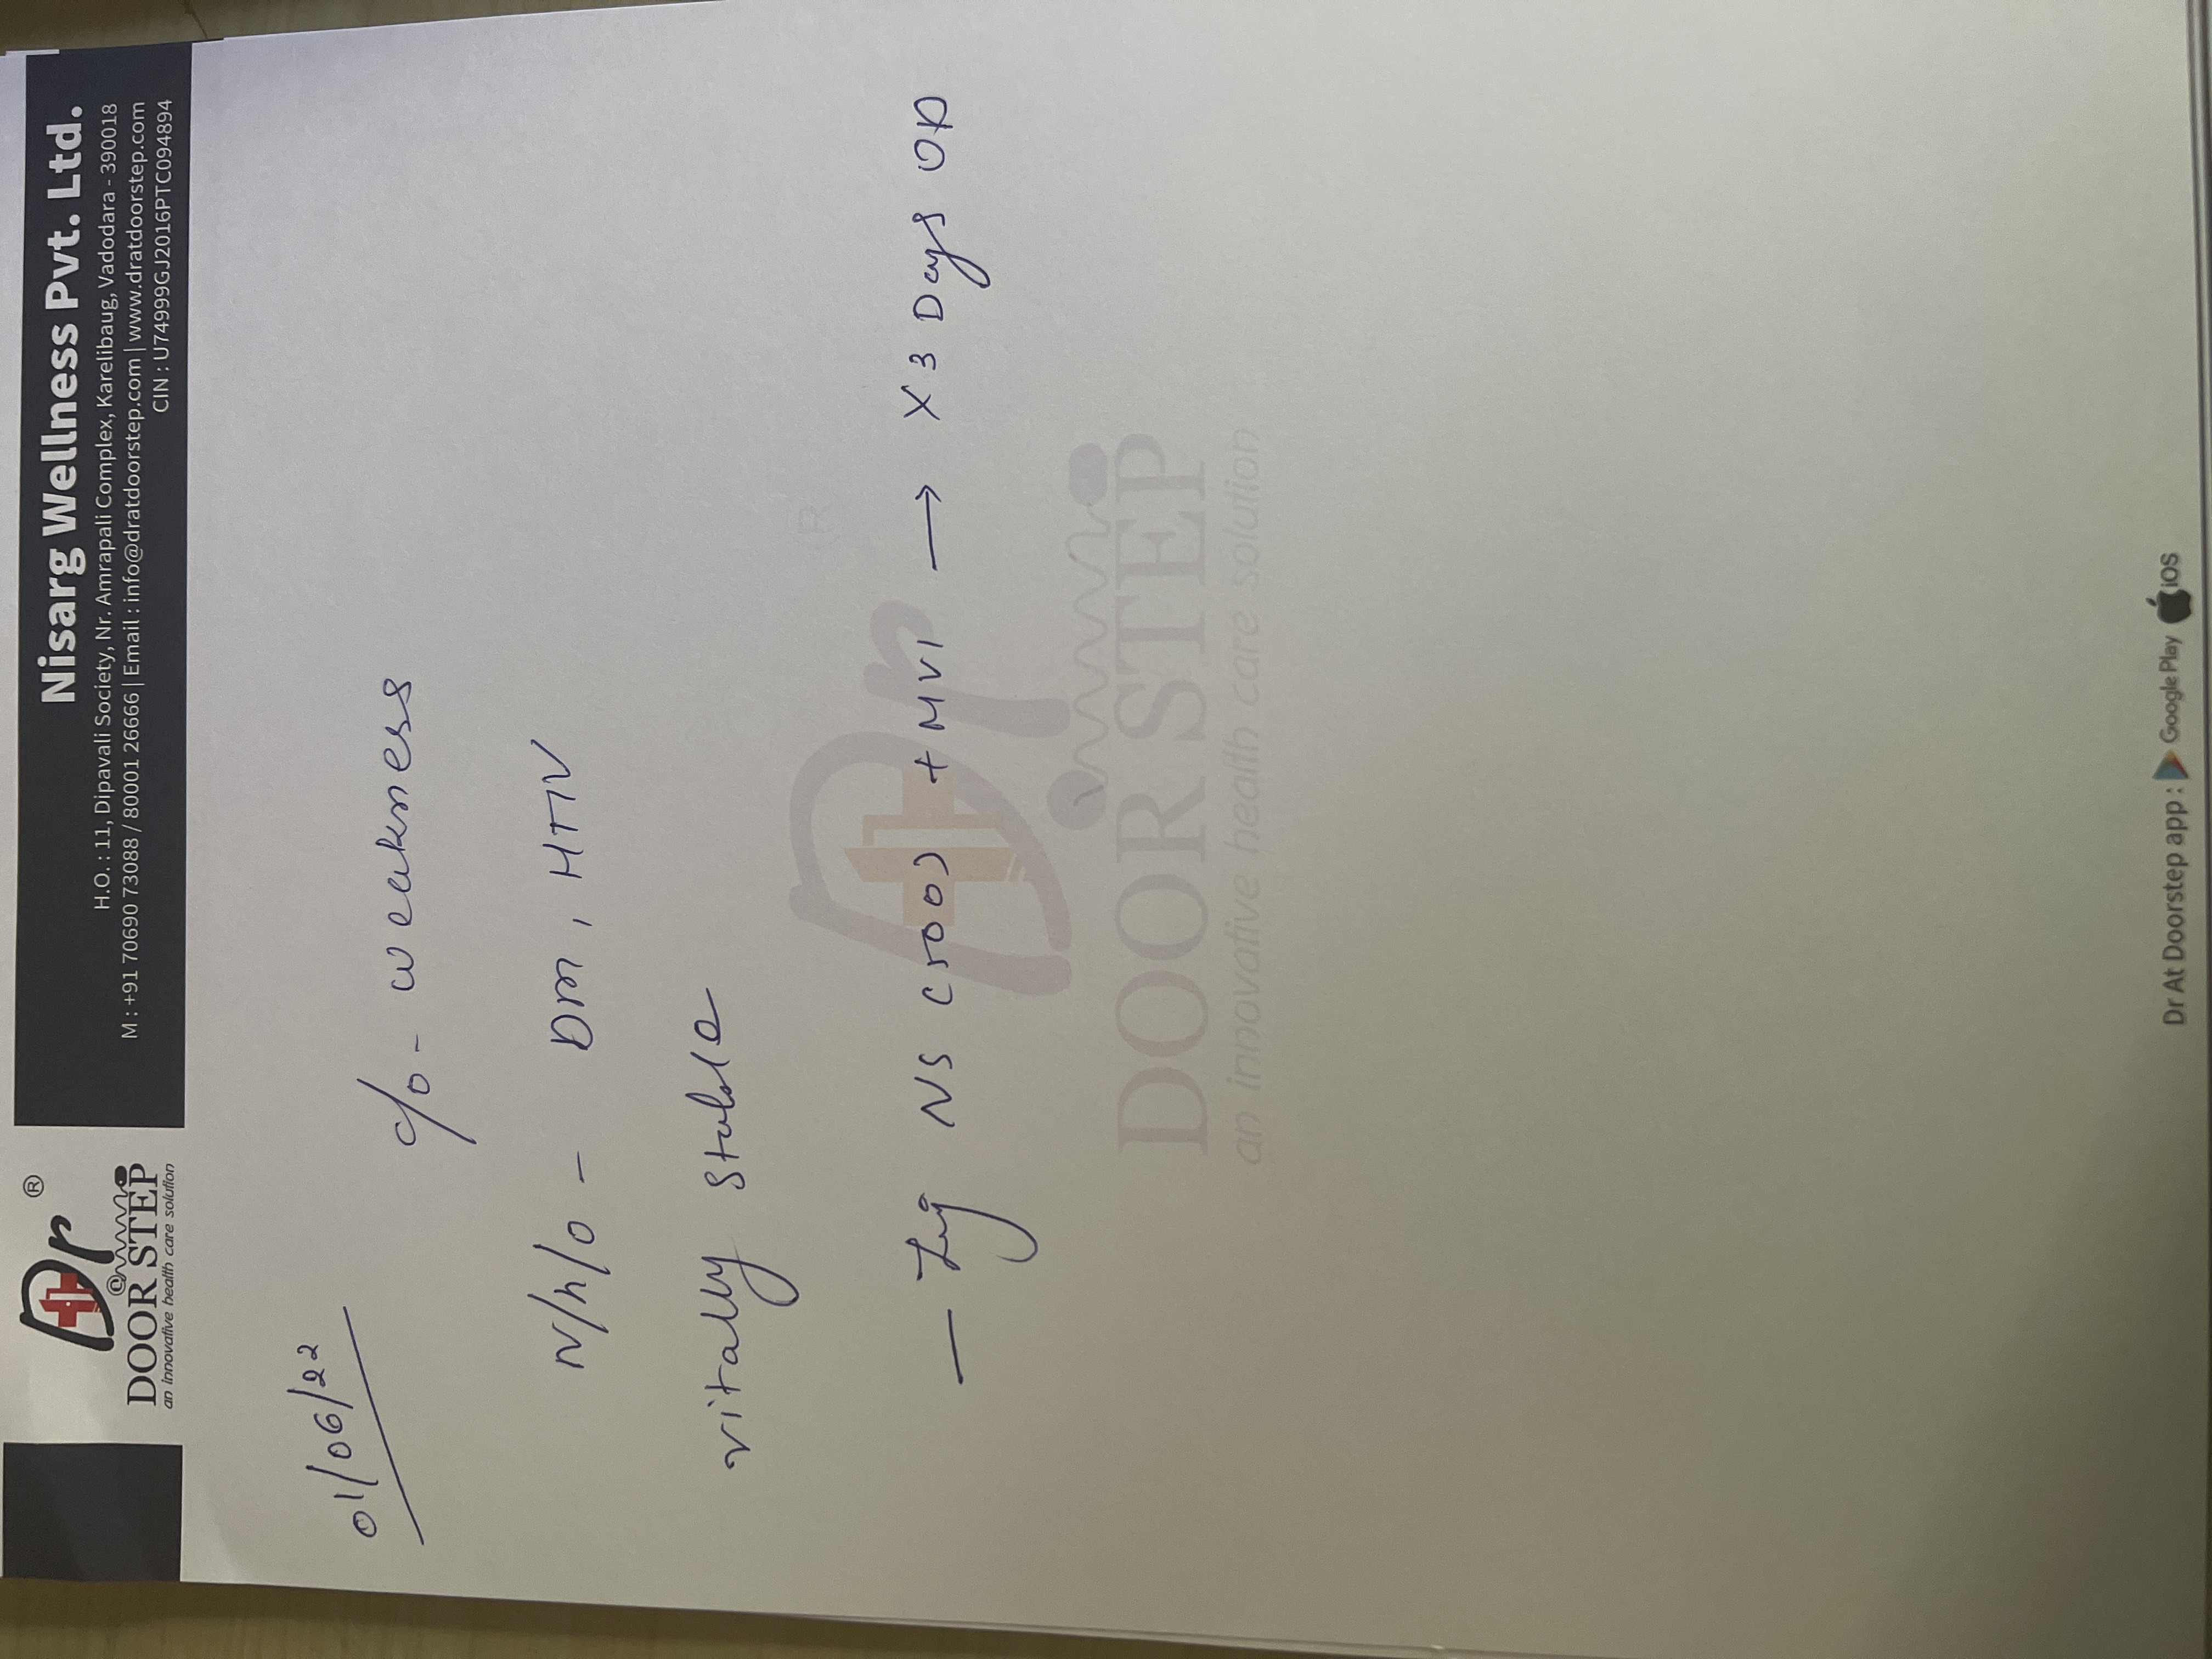 Dr ®
@
DOOR STEP
an innovative health care solution
Nisarg Wellness Pvt. Ltd.
H.O. : 11, Dipavali Society, Nr. Amrapali Complex, Karelibaug, Vadodara - 390018
M : +91 70690 73088 / 80001 26666 | Email : info@dratdoorstep.com | www.dratdoorstep.com
CIN : U74999GJ2016PTC094894
01/06/22
c/o - weakness
N/h/o - DM, HTN
vitally stable
- Inj NS (500) + MVI → X 3 Days OD
Dr ®
DOOR STEP
an innovative health care solution
Dr At Doorstep app : Google Play iOS